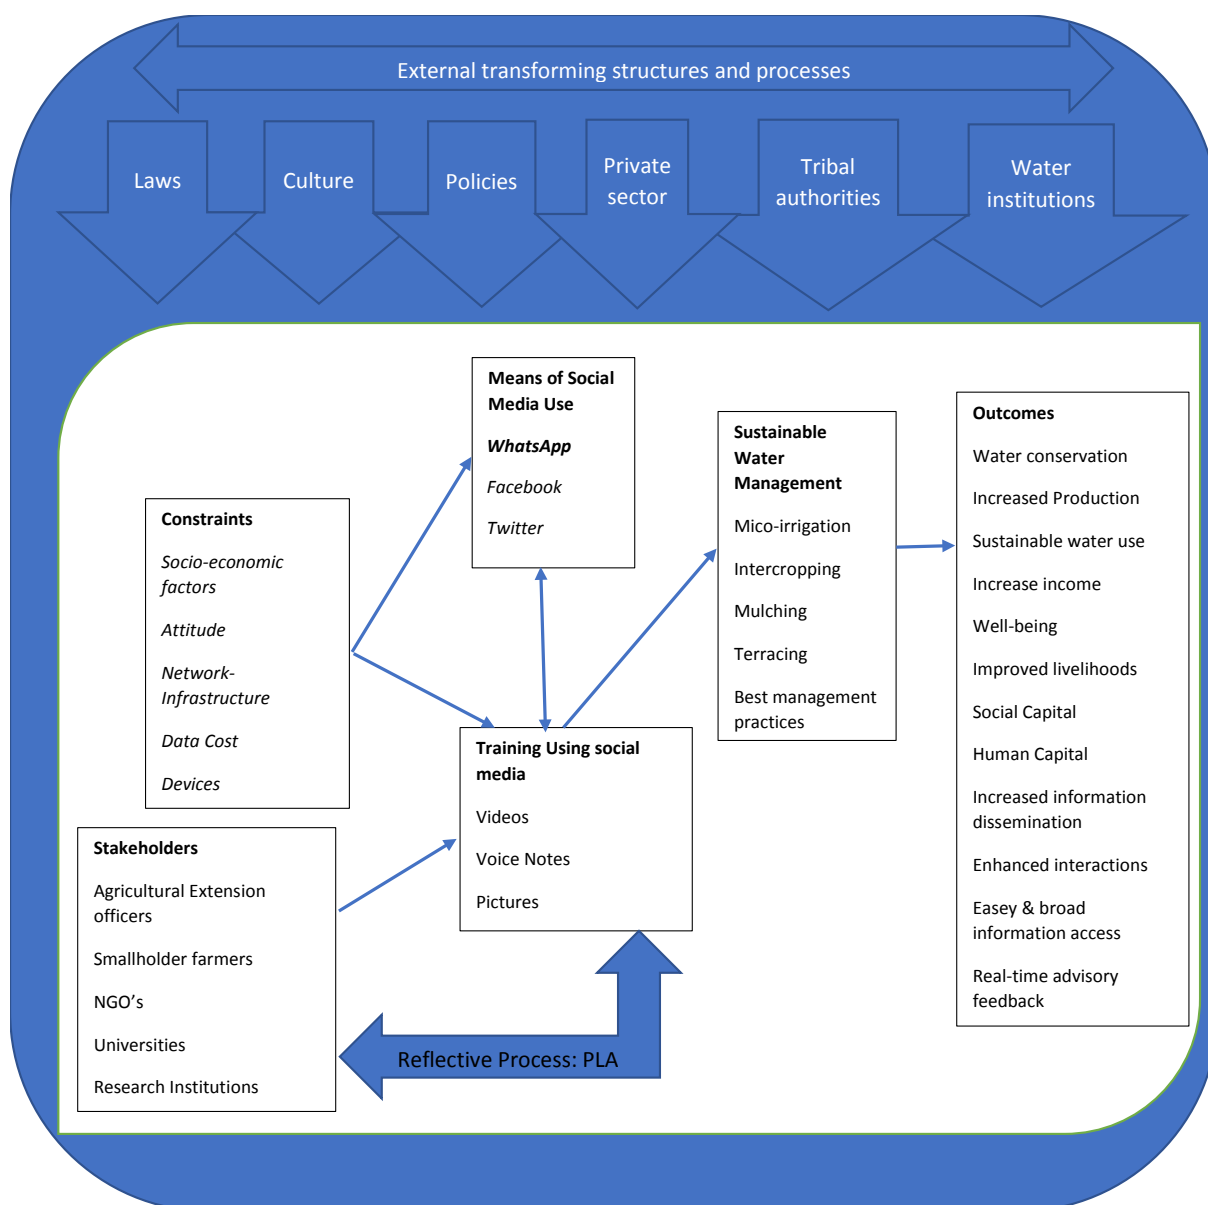 External transforming structures and processes
Laws
Culture
Policies
Private
sector
Tribal
authorities
Water
institutions
Means of Social
Media Use
WhatsApp
Facebook
Twitter
Constraints
Socio-economic
factors
Attitude
Network-
Infrastructure
Data Cost
Devices
Stakeholders
Agricultural Extension
officers
Smallholder farmers
NGO’s
Universities
Research Institutions
Training Using social
media
Videos
Voice Notes
Pictures
Reflective Process: PLA
Sustainable
Water
Management
Mico-irrigation
Intercropping
Mulching
Terracing
Best management
practices
Outcomes
Water conservation
Increased Production
Sustainable water use
Increase income
Well-being
Improved livelihoods
Social Capital
Human Capital
Increased information
dissemination
Enhanced interactions
Easey & broad
information access
Real-time advisory
feedback